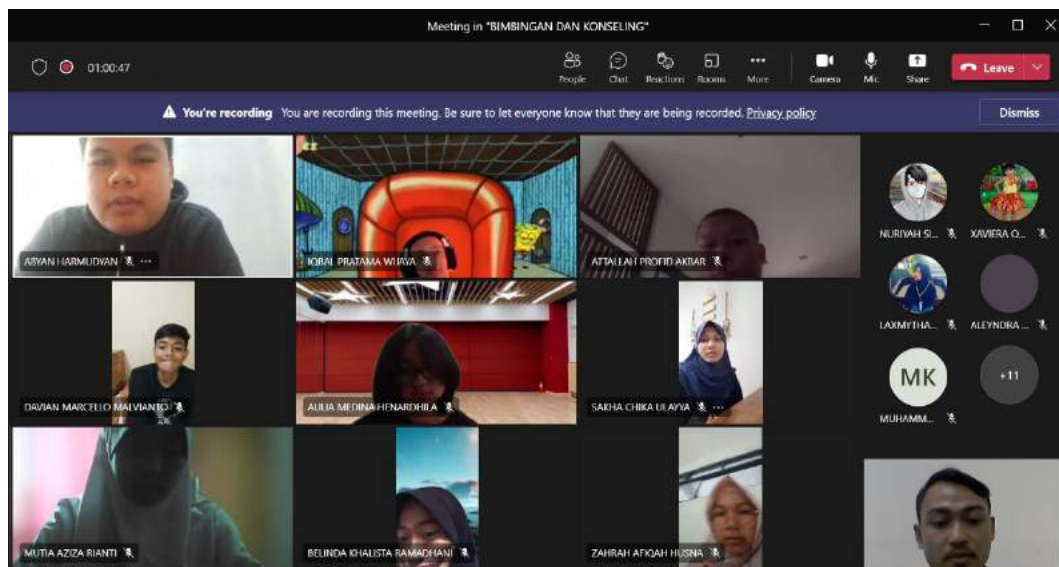 Meeting in "BIMBINGAN DAN KONSELING"
01:00:47
People Chat Reactions Rooms More Camera Mic Share Leave
You're recording You are recording this meeting. Be sure to let everyone know that they are being recorded. Privacy policy Dismiss
ARYAN HARMUDYAN
IQBAL PRATAMA WIJAYA
ATTALLAH PROFID AKBAR
NURIYAH SI...
XAVIERA Q...
LAXMYTHA...
ALEYNDRA ...
DAVIAN MARCELLO MALVIANTO
AULIA MEDINA HENARDHILA
SAKHA CHIKA ULAYYA
MK
+11
MUHAMM...
MUTIA AZIZA RIANTI
BELINDA KHALISTA RAMADHANI
ZAHRAH AFIQAH HUSNA